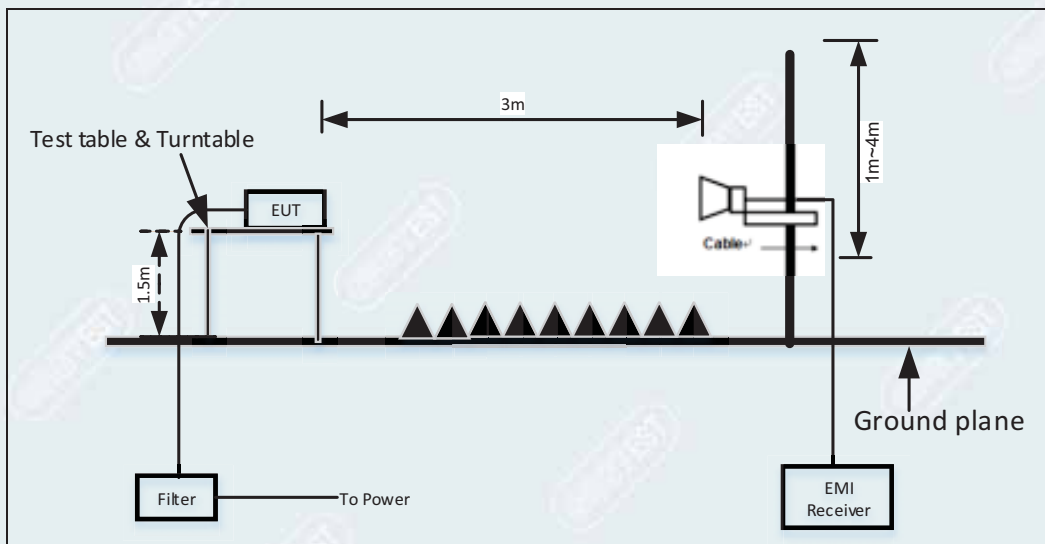 3m
1m~4m
Test table & Turntable
EUT
Cable
1.5m
Ground plane
Filter
To Power
EMI
Receiver